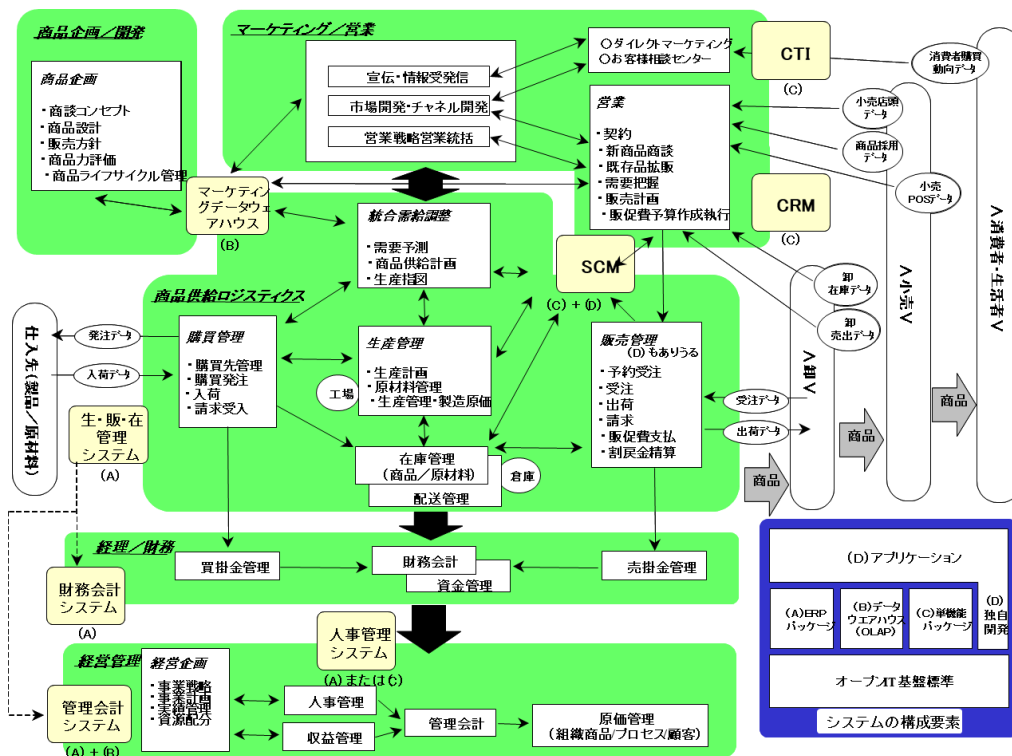 商品企画／開発
商品企画
・商談コンセプト
・商品設計
・販売方針
・商品力評価
・商品ライフサイクル管理
マーケティング／営業
宣伝・情報受発信
市場開発・チャネル開発
営業戦略営業統括
〇ダイレクトマーケティング
〇お客様相談センター
CTI
(C)
営業
・契約
・新商品商談
・既存品拡販
・需要把握
・販売計画
・販促費予算作成執行
CRM
(C)
消費者購買
動向データ
小売店頭
データ
商品採用
データ
小売
POSデータ
卸
在庫データ
卸
売出データ
<消費者・生活者>
<小売>
<卸>
マーケティン
グデータウェ
アハウス
(B)
統合需給調整
・需要予測
・商品供給計画
・生産指図
SCM
(C)+(D)
商品供給ロジスティクス
仕入先(製品／原材料)
発注データ
入荷データ
購買管理
・購買先管理
・購買発注
・入荷
・請求受入
生産管理
・生産計画
・原材料管理
・生産管理・製造原価
工場
販売管理
(D)もありうる
・予約受注
・受注
・出荷
・請求
・販促費支払
・割戻金精算
受注データ
出荷データ
商品
商品
商品
生・販・在
管理
システム
(A)
在庫管理
(商品／原材料)
配送管理
倉庫
経理／財務
買掛金管理
財務会計
資金管理
売掛金管理
財務会計
システム
(A)
人事管理
システム
(A)または(C)
経営管理
経営企画
・事業戦略
・事業計画
・実績管理
・資源配分
人事管理
収益管理
管理会計
原価管理
(組織商品/プロセス/顧客)
管理会計
システム
(A)+(B)
(D)アプリケーション
(A)ERP
パッケージ
(B)データ
ウエアハウス
(OLAP)
(C)単機能
パッケージ
(D)
独自
開発
オープンIT基盤標準
システムの構成要素